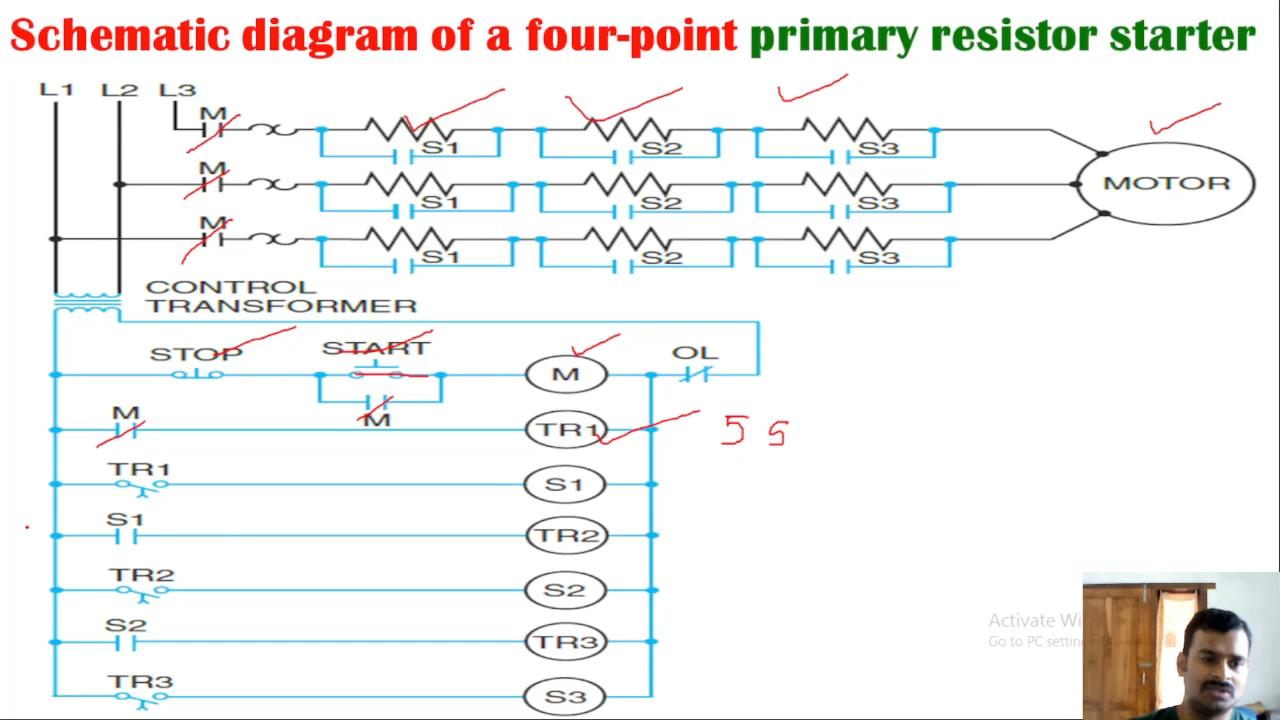 Schematic diagram of a four-point primary resistor starter
L1 L2 L3
M S1 S2 S3
M S1 S2 S3 MOTOR
M S1 S2 S3
CONTROL
TRANSFORMER
STOP START M OL
M
M TR1 5 S
TR1 S1
S1 TR2
TR2 S2
S2 TR3
TR3 S3
Activate Wi
Go to PC settin